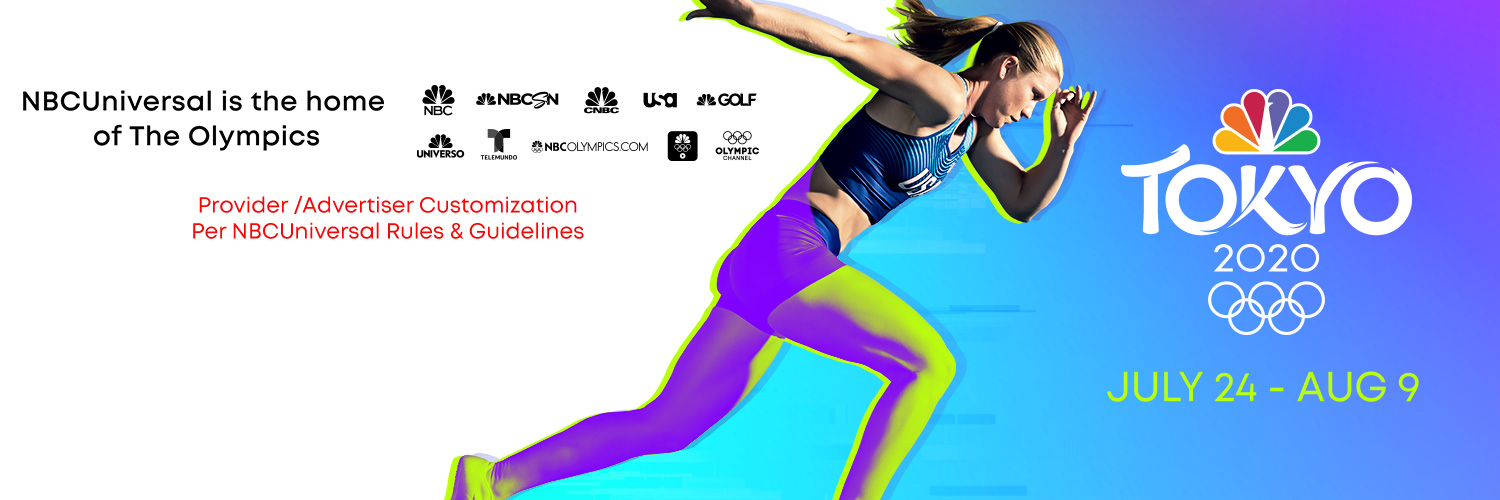 NBCUniversal is the home
of The Olympics
NBC
NBCSN
CNBC
USA
GOLF
UNIVERSO
TELEMUNDO
NBCOLYMPICS.COM
OLYMPIC
CHANNEL
Provider /Advertiser Customization
Per NBCUniversal Rules & Guidelines
USA
TOKYO
2020
JULY 24 - AUG 9